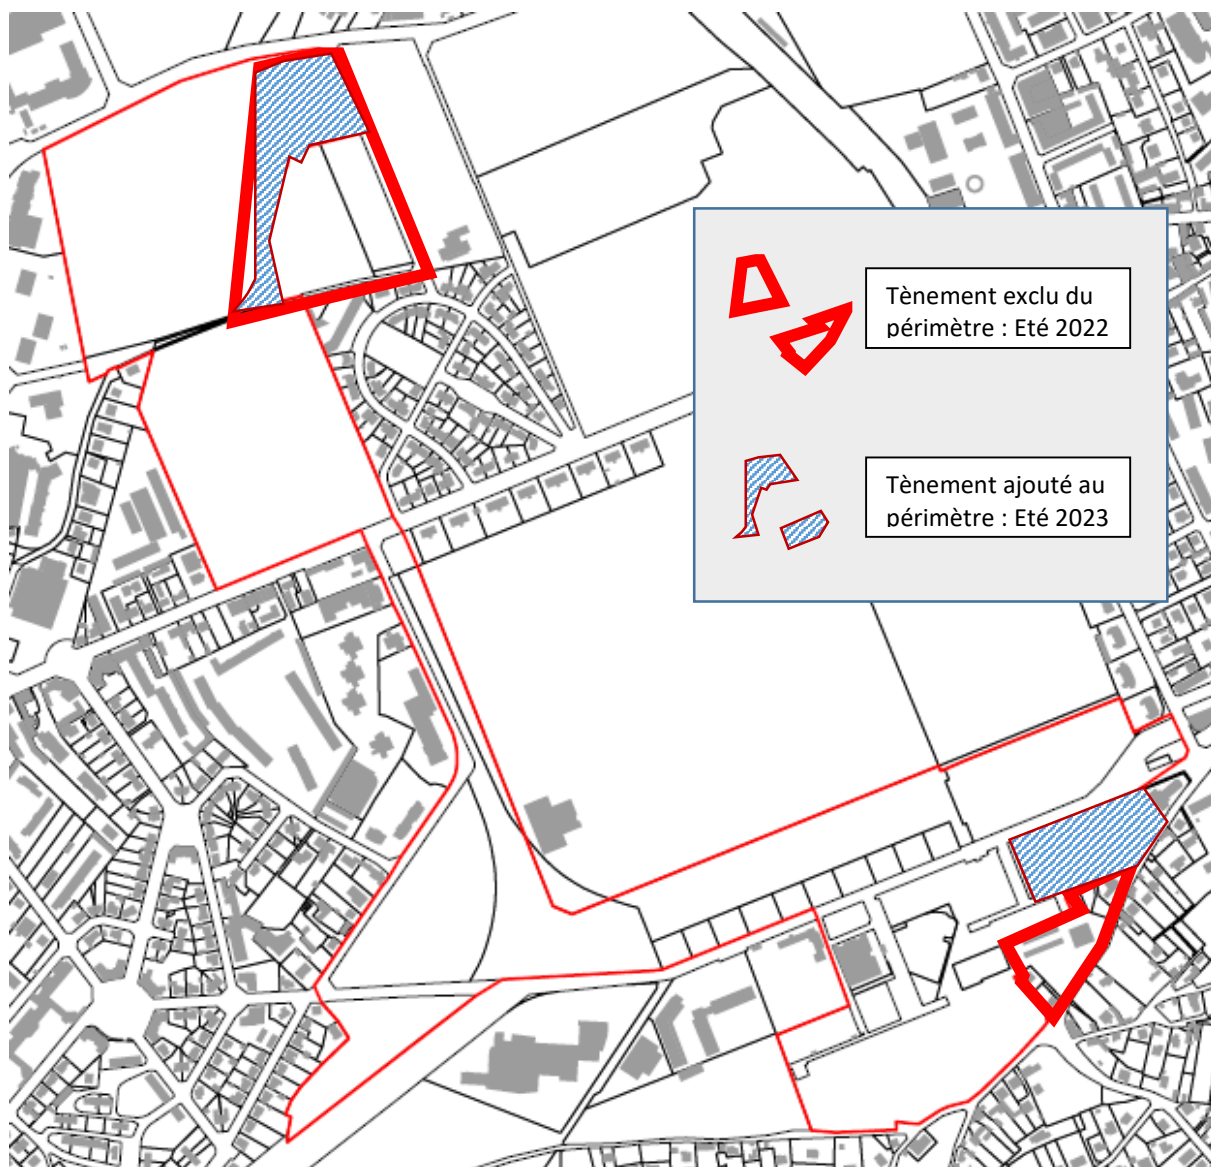 Tènement exclu du
périmètre : Eté 2022
Tènement ajouté au
périmètre : Eté 2023